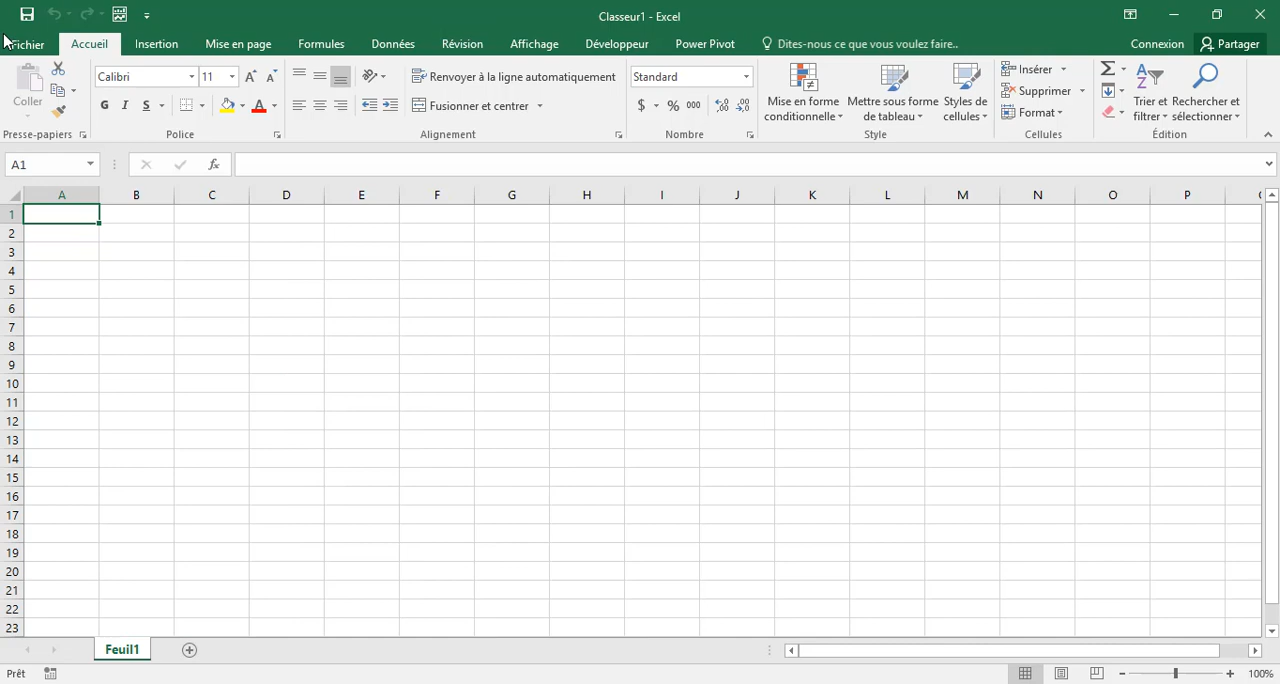 Classeur1 - Excel
Fichier Accueil Insertion Mise en page Formules Données Révision Affichage Développeur Power Pivot Dites-nous ce que vous voulez faire.. Connexion Partager
Coller Calibri 11 Renvoyer à la ligne automatiquement Standard Mise en forme conditionnelle Mettre sous forme de tableau Styles de cellules Insérer Trier et filtrer Rechercher et sélectionner
Supprimer
G I S A Fusionner et centrer $ % 000 Format
Presse-papiers Police Alignement Nombre Style Cellules Édition
A1 fx
A B C D E F G H I J K L M N O P
1
2
3
4
5
6
7
8
9
10
11
12
13
14
15
16
17
18
19
20
21
22
23
Feuil1
Prêt 100%